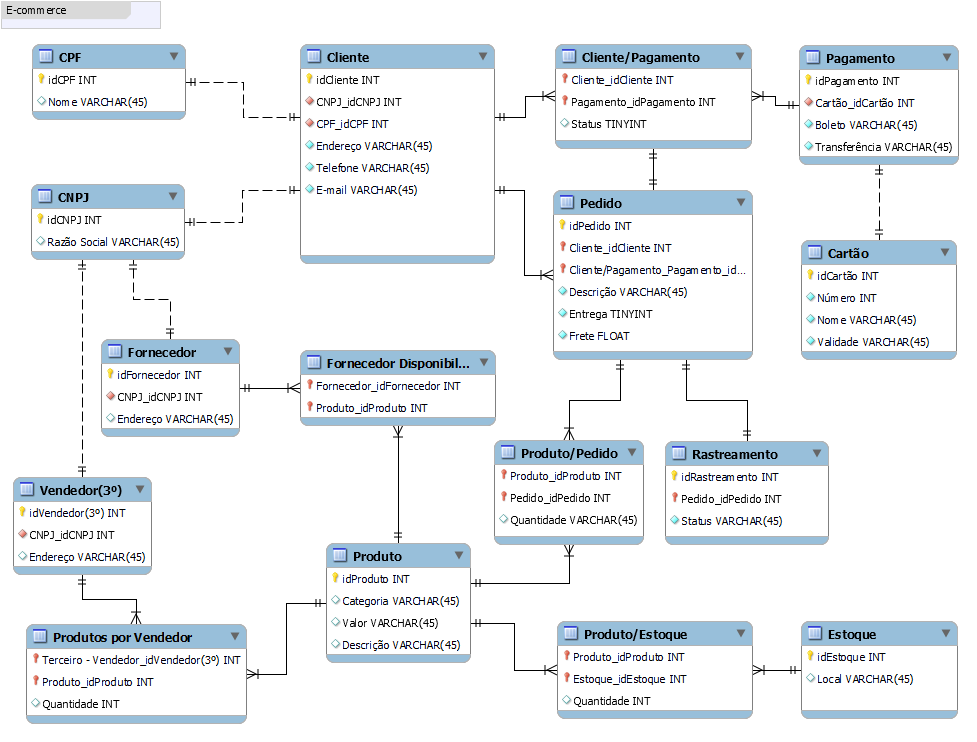 E-commerce
CPF
idCPF INT
Nome VARCHAR(45)
Cliente
idCliente INT
CNPJ_idCNPJ INT
CPF_idCPF INT
Endereço VARCHAR(45)
Telefone VARCHAR(45)
E-mail VARCHAR(45)
Cliente/Pagamento
Cliente_idCliente INT
Pagamento_idPagamento INT
Status TINYINT
Pagamento
idPagamento INT
Cartão_idCartão INT
Boleto VARCHAR(45)
Transferência VARCHAR(45)
CNPJ
idCNPJ INT
Razão Social VARCHAR(45)
Pedido
idPedido INT
Cliente_idCliente INT
Cliente/Pagamento_Pagamento_id...
Descrição VARCHAR(45)
Entrega TINYINT
Frete FLOAT
Cartão
idCartão INT
Número INT
Nome VARCHAR(45)
Validade VARCHAR(45)
Fornecedor
idFornecedor INT
CNPJ_idCNPJ INT
Endereço VARCHAR(45)
Fornecedor Disponibil...
Fornecedor_idFornecedor INT
Produto_idProduto INT
Produto/Pedido
Produto_idProduto INT
Pedido_idPedido INT
Quantidade VARCHAR(45)
Rastreamento
idRastreamento INT
Pedido_idPedido INT
Status VARCHAR(45)
Vendedor(3º)
idVendedor(3º) INT
CNPJ_idCNPJ INT
Endereço VARCHAR(45)
Produto
idProduto INT
Categoria VARCHAR(45)
Valor VARCHAR(45)
Descrição VARCHAR(45)
Produtos por Vendedor
Terceiro - Vendedor_idVendedor(3º) INT
Produto_idProduto INT
Quantidade INT
Produto/Estoque
Produto_idProduto INT
Estoque_idEstoque INT
Quantidade INT
Estoque
idEstoque INT
Local VARCHAR(45)